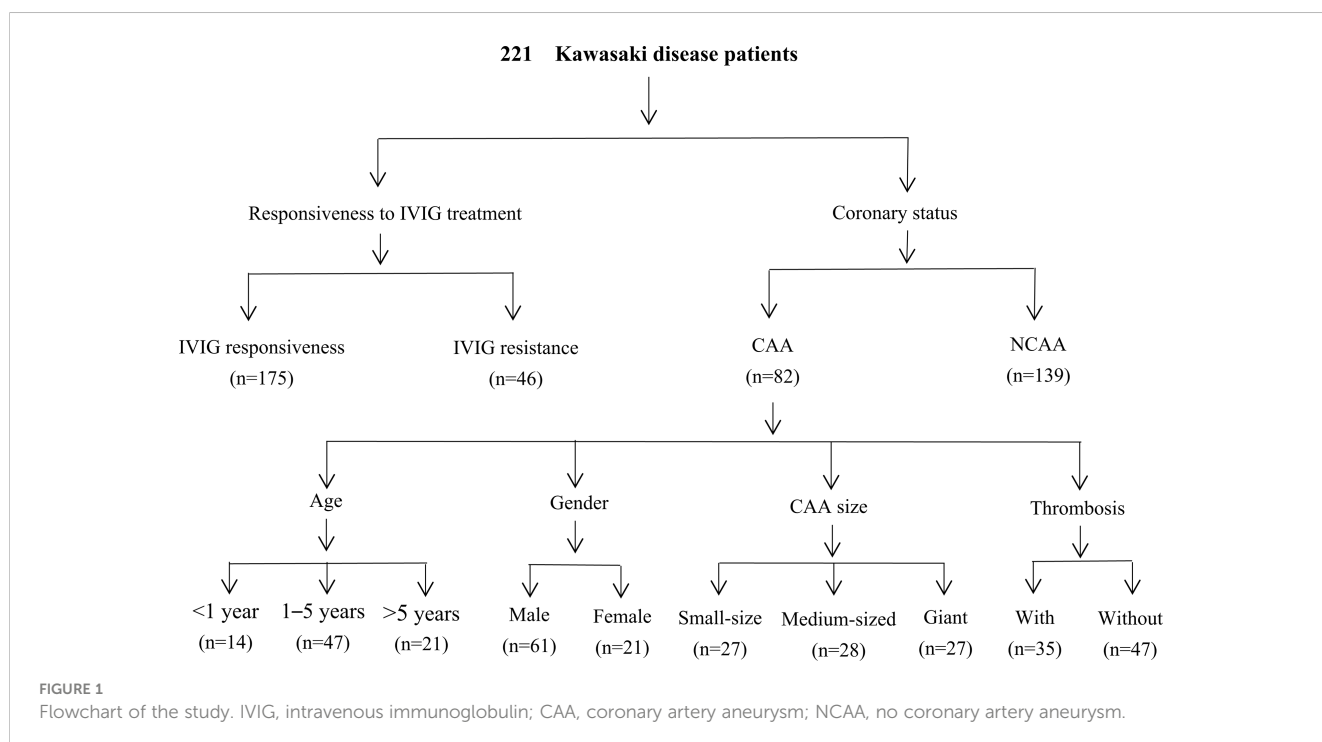 221 Kawasaki disease patients
Responsiveness to IVIG treatment
Coronary status
IVIG responsiveness
(n=175)
IVIG resistance
(n=46)
CAA
(n=82)
NCAA
(n=139)
Age
Gender
CAA size
Thrombosis
<1 year
(n=14)
1–5 years
(n=47)
>5 years
(n=21)
Male
(n=61)
Female
(n=21)
Small-size
(n=27)
Medium-sized
(n=28)
Giant
(n=27)
With
(n=35)
Without
(n=47)
FIGURE 1
Flowchart of the study. IVIG, intravenous immunoglobulin; CAA, coronary artery aneurysm; NCAA, no coronary artery aneurysm.